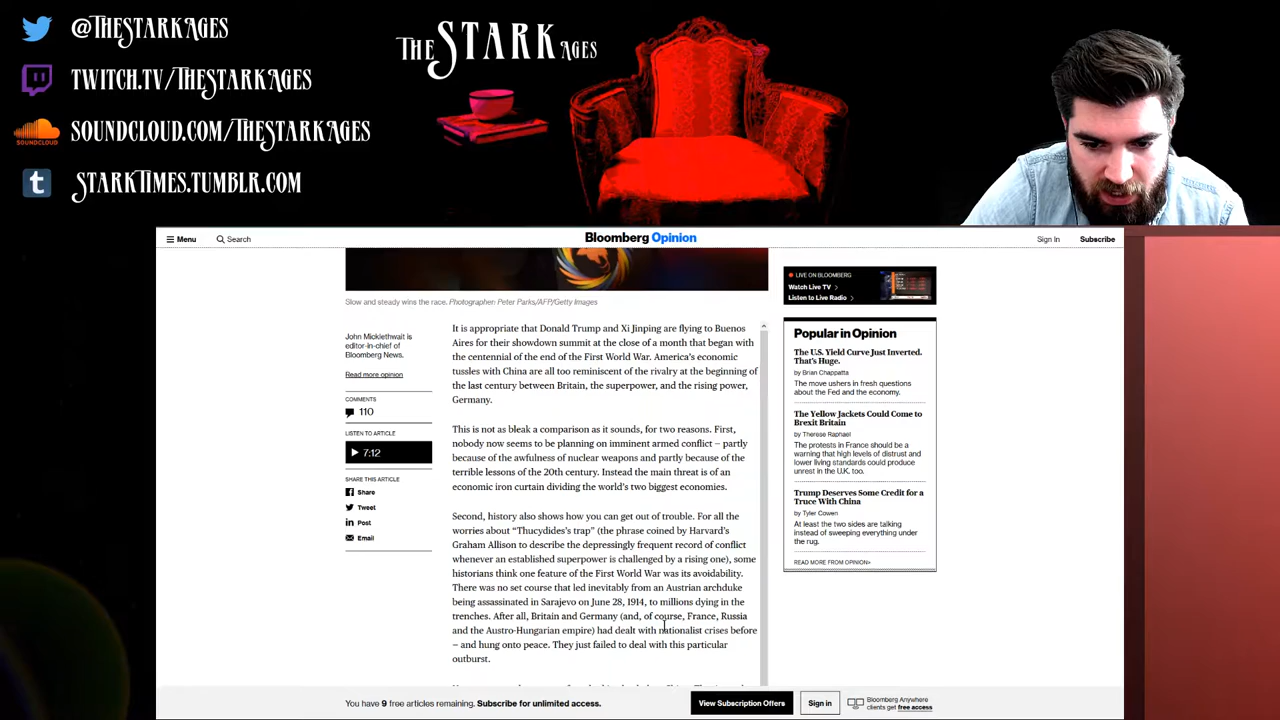 @TheStarkAges
The STARK Ages
twitch.tv/TheStarkAges
soundcloud.com/TheStarkAges
SOUNDCLOUD
t
StarkTimes.tumblr.com
Menu
Search
Bloomberg Opinion
Sign In
Subscribe
Slow and steady wins the race. Photographer: Peter Parks/AFP/Getty Images
John Micklethwait is
editor-in-chief of
Bloomberg News.
Read more opinion
COMMENTS
110
LISTEN TO ARTICLE
7:12
SHARE THIS ARTICLE
Share
Tweet
Post
Email
It is appropriate that Donald Trump and Xi Jinping are flying to Buenos
Aires for their showdown summit at the close of a month that began with
the centennial of the end of the First World War. America's economic
tussles with China are all too reminiscent of the rivalry at the beginning of
the last century between Britain, the superpower, and the rising power,
Germany.
This is not as bleak a comparison as it sounds, for two reasons. First,
nobody now seems to be planning on imminent armed conflict – partly
because of the awfulness of nuclear weapons and partly because of the
terrible lessons of the 20th century. Instead the main threat is of an
economic iron curtain dividing the world's two biggest economies.
Second, history also shows how you can get out of trouble. For all the
worries about "Thucydides's trap" (the phrase coined by Harvard's
Graham Allison to describe the depressingly frequent record of conflict
whenever an established superpower is challenged by a rising one), some
historians think one feature of the First World War was its avoidability.
There was no set course that led inevitably from an Austrian archduke
being assassinated in Sarajevo on June 28, 1914, to millions dying in the
trenches. After all, Britain and Germany (and, of course, France, Russia
and the Austro-Hungarian empire) had dealt with nationalist crises before
– and hung onto peace. They just failed to deal with this particular
outburst.
LIVE ON BLOOMBERG
Watch Live TV
Listen to Live Radio
Popular in Opinion
The U.S. Yield Curve Just Inverted.
That's Huge.
by Brian Chappatta
The move ushers in fresh questions
about the Fed and the economy.
The Yellow Jackets Could Come to
Brexit Britain
by Therese Raphael
The protests in France should be a
warning that high levels of distrust and
lower living standards could produce
unrest in the U.K. too.
Trump Deserves Some Credit for a
Truce With China
by Tyler Cowen
At least the two sides are talking
instead of sweeping everything under
the rug.
READ MORE FROM OPINION>
You have 9 free articles remaining. Subscribe for unlimited access.
View Subscription Offers
Sign in
Bloomberg Anywhere
clients get free access